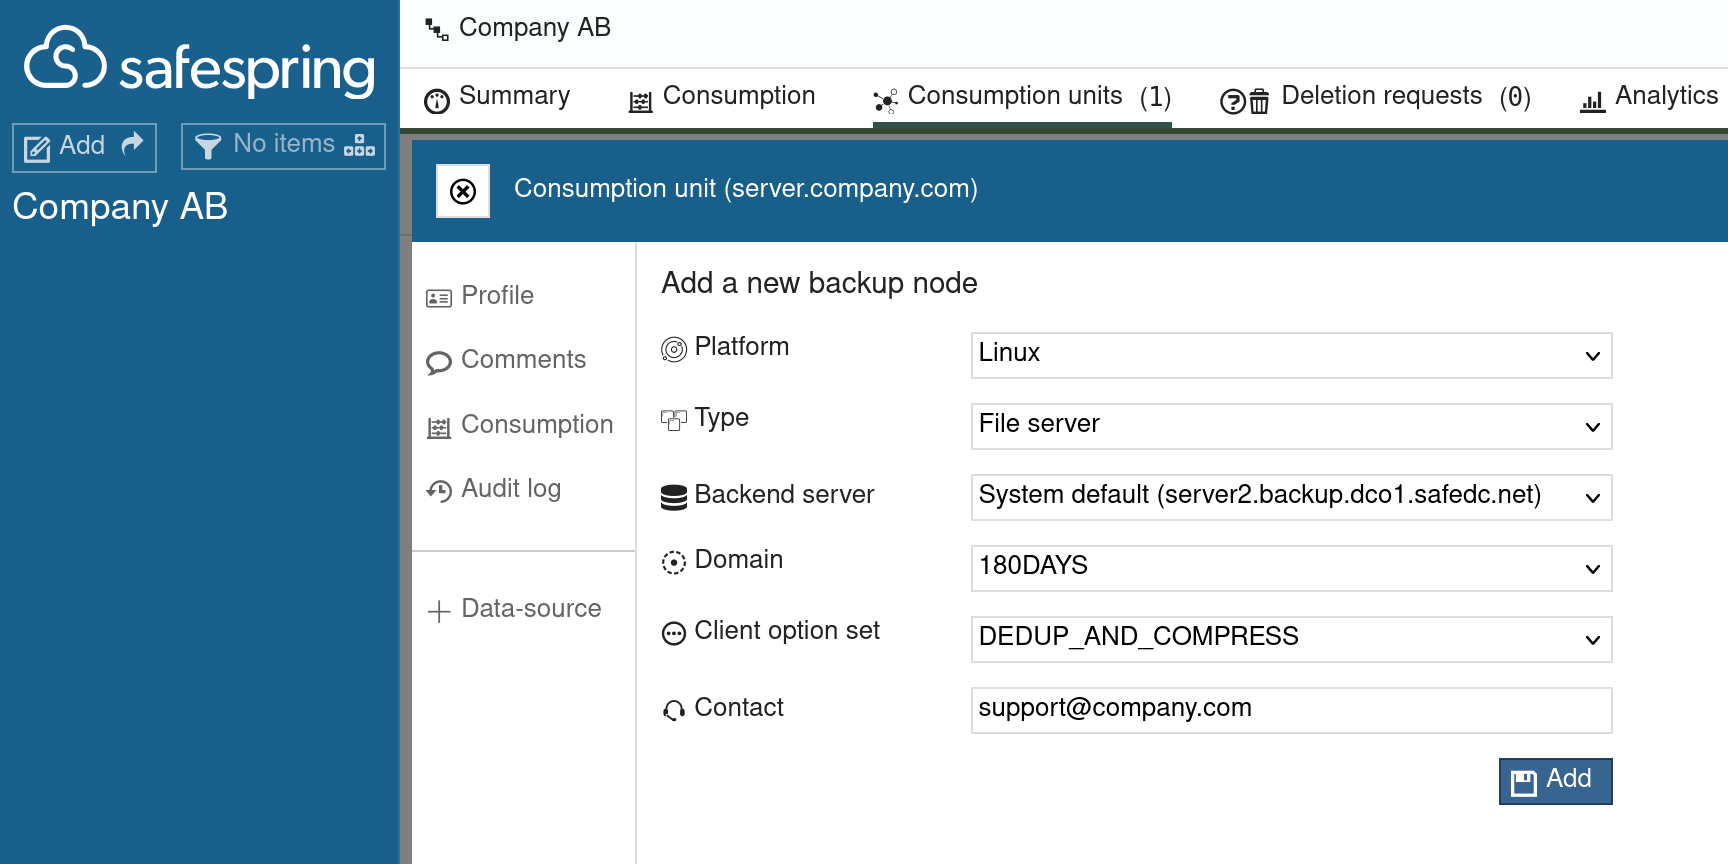 safespring
Add
No items
Company AB
Company AB
Summary
Consumption
Consumption units (1)
Deletion requests (0)
Analytics
Consumption unit (server.company.com)
Profile
Comments
Consumption
Audit log
Data-source
Add a new backup node
Platform
Linux
Type
File server
Backend server
System default (server2.backup.dco1.safedc.net)
Domain
180DAYS
Client option set
DEDUP_AND_COMPRESS
Contact
support@company.com
Add